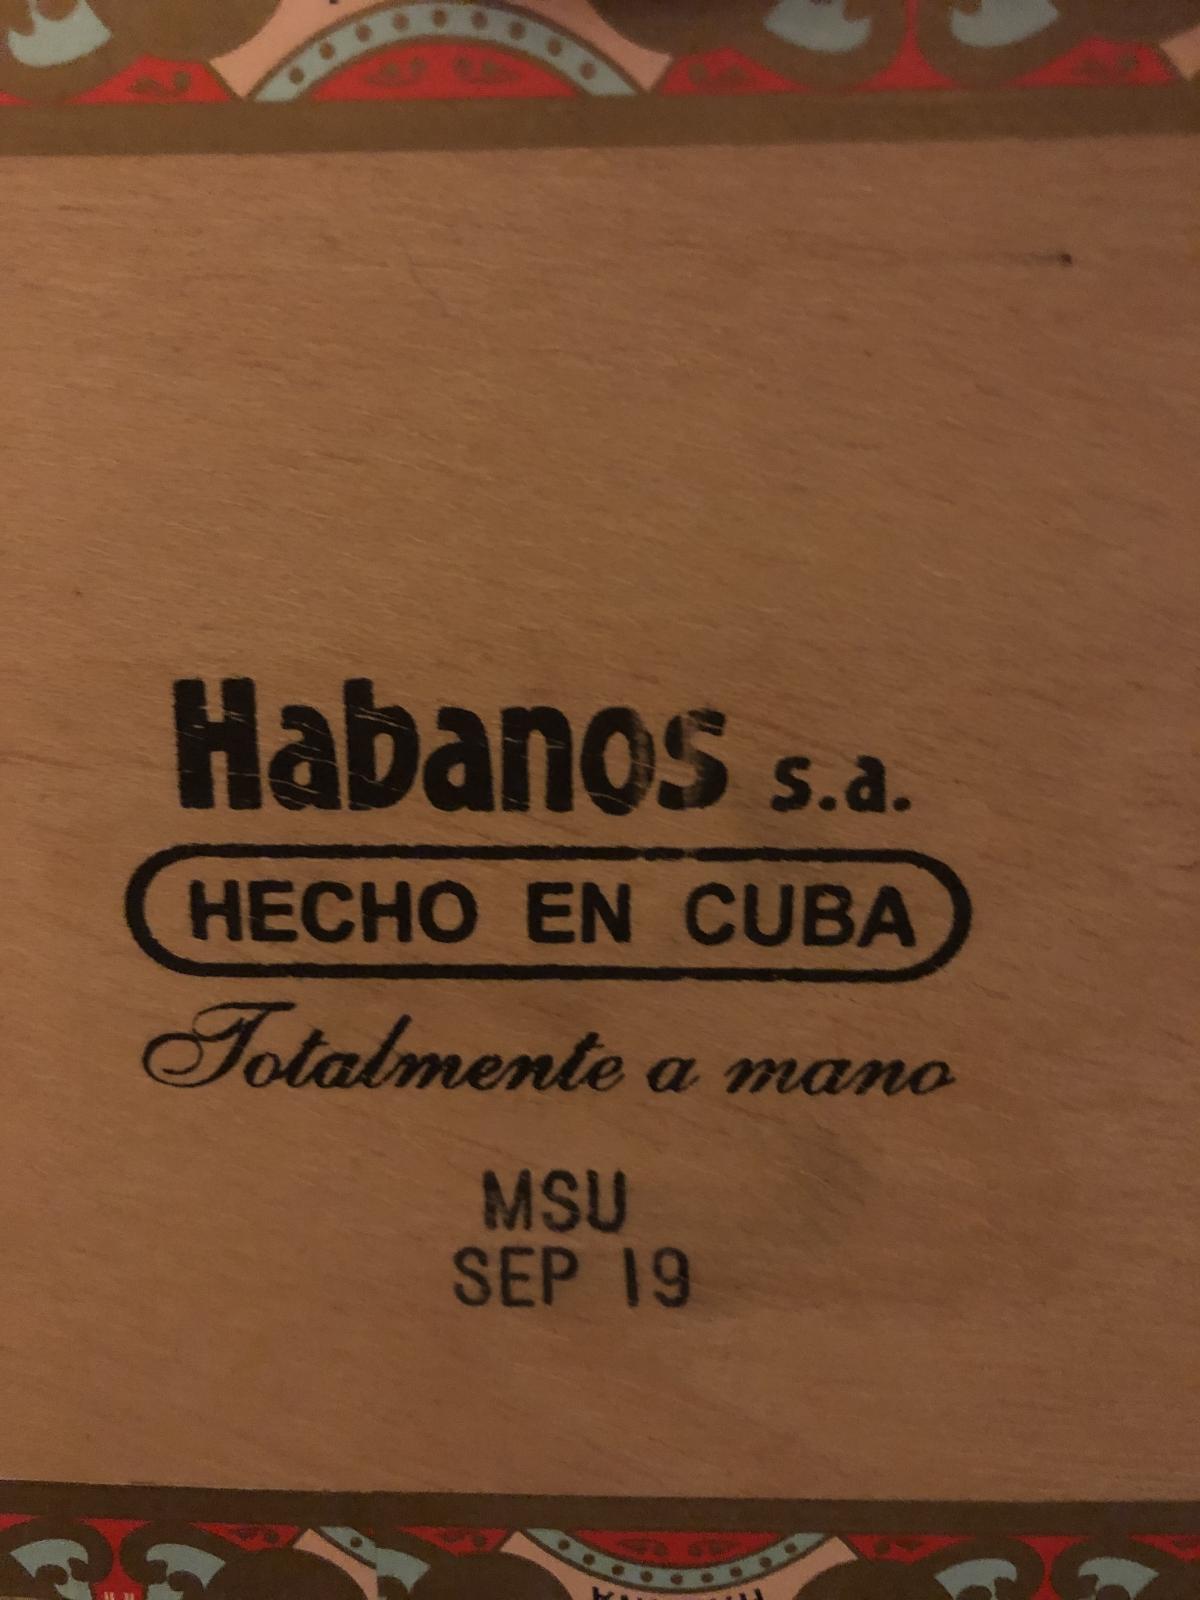 Habanos s.a.
HECHO EN CUBA
Totalmente a mano
MSU
SEP 19